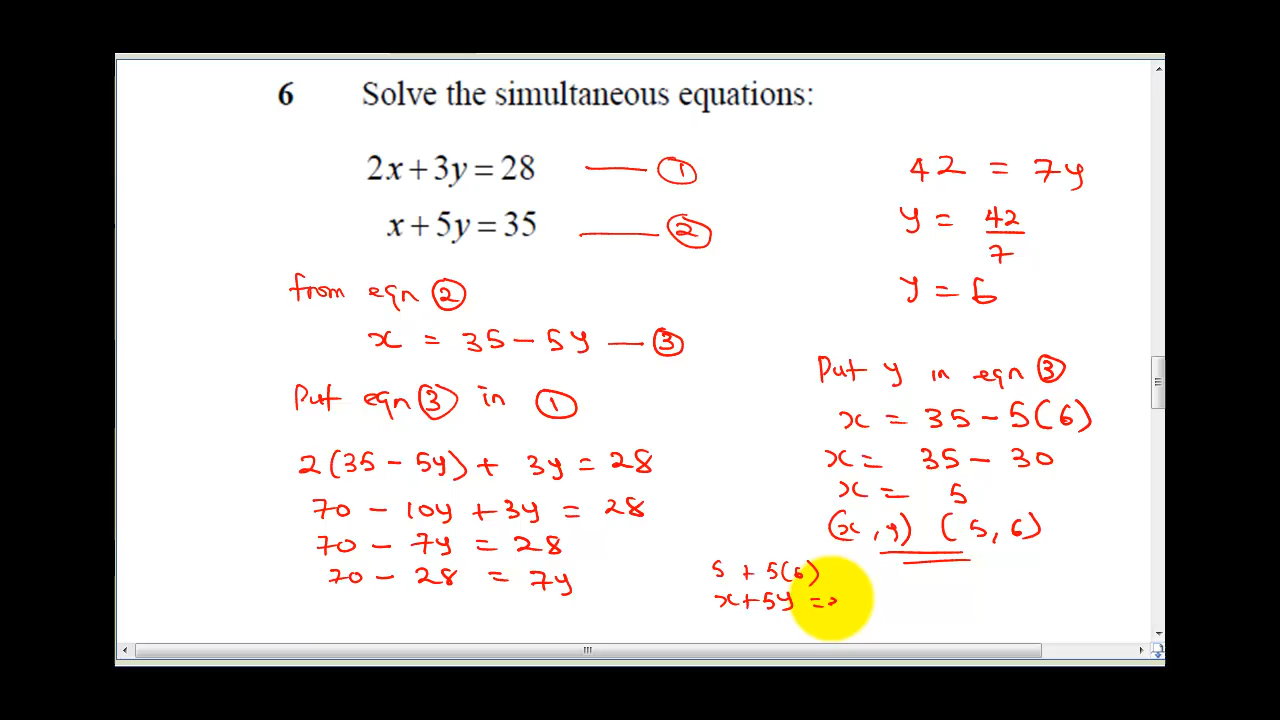 6 Solve the simultaneous equations:
2x + 3y = 28 —— ①
x + 5y = 35 —— ②
from eqn ②
x = 35 - 5y — ③
Put eqn ③ in ①
2(35 - 5y) + 3y = 28
70 - 10y + 3y = 28
70 - 7y = 28
70 - 28 = 7y
42 = 7y
y = 42/7
y = 6
Put y in eqn ③
x = 35 - 5(6)
x = 35 - 30
x = 5
(x, y) (5, 6)
5 + 5(6)
x + 5y =